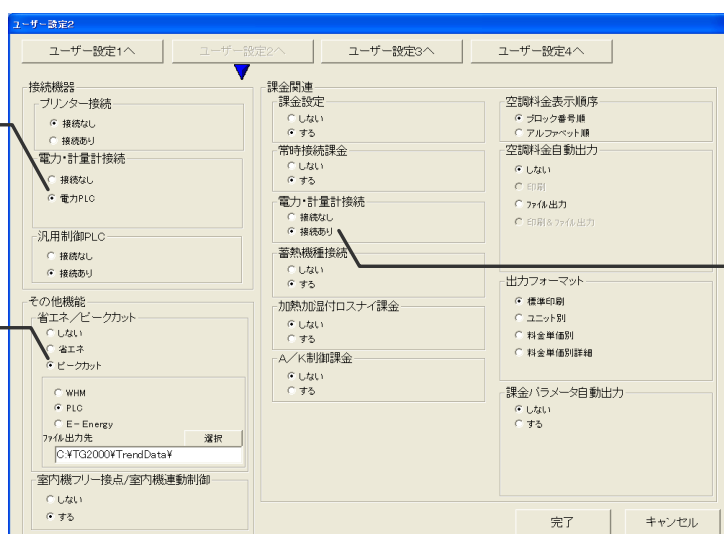 ユーザー設定2
ユーザー設定1へ
ユーザー設定2へ
ユーザー設定3へ
ユーザー設定4へ
接続機器
プリンター接続
接続なし
接続あり
電力・計量計接続
接続なし
電力PLC
汎用制御PLC
接続なし
接続あり
その他機能
省エネ／ピークカット
しない
省エネ
ピークカット
WHM
PLC
E－Energy
ファイル出力先
選択
C:¥TG2000¥TrendData¥
室内機フリー接点/室内機連動制御
しない
する
課金関連
課金設定
しない
する
常時接続課金
しない
する
電力・計量計接続
接続なし
接続あり
蓄熱機種接続
しない
する
加熱加湿付ロスナイ課金
しない
する
A／K制御課金
しない
する
空調料金表示順序
ブロック番号順
アルファベット順
空調料金自動出力
しない
印刷
ファイル出力
印刷&ファイル出力
出力フォーマット
標準印刷
ユニット別
料金単価別
料金単価別詳細
課金パラメータ自動出力
しない
する
完了
キャンセル